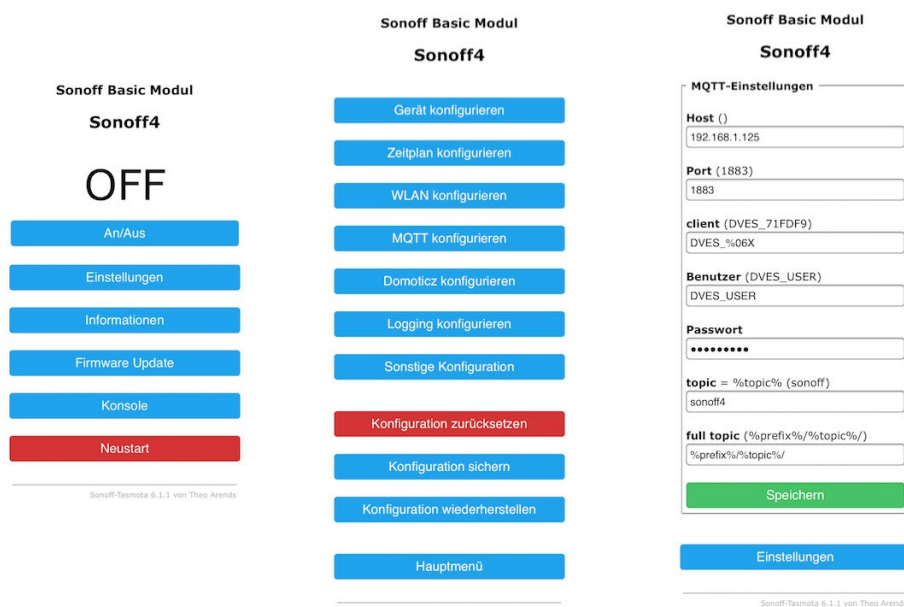 Sonoff Basic Modul
Sonoff4
OFF
An/Aus
Einstellungen
Informationen
Firmware Update
Konsole
Neustart
Sonoff-Tasmota 6.1.1 von Theo Arends
Sonoff Basic Modul
Sonoff4
Gerät konfigurieren
Zeitplan konfigurieren
WLAN konfigurieren
MQTT konfigurieren
Domoticz konfigurieren
Logging konfigurieren
Sonstige Konfiguration
Konfiguration zurücksetzen
Konfiguration sichern
Konfiguration wiederherstellen
Hauptmenü
Sonoff Basic Modul
Sonoff4
MQTT-Einstellungen
Host ()
192.168.1.125
Port (1883)
1883
client (DVES_71FDF9)
DVES_%06X
Benutzer (DVES_USER)
DVES_USER
Passwort
•••••••••
topic = %topic% (sonoff)
sonoff4
full topic (%prefix%/%topic%/)
%prefix%/%topic%/
Speichern
Einstellungen
Sonoff-Tasmota 6.1.1 von Theo Arends